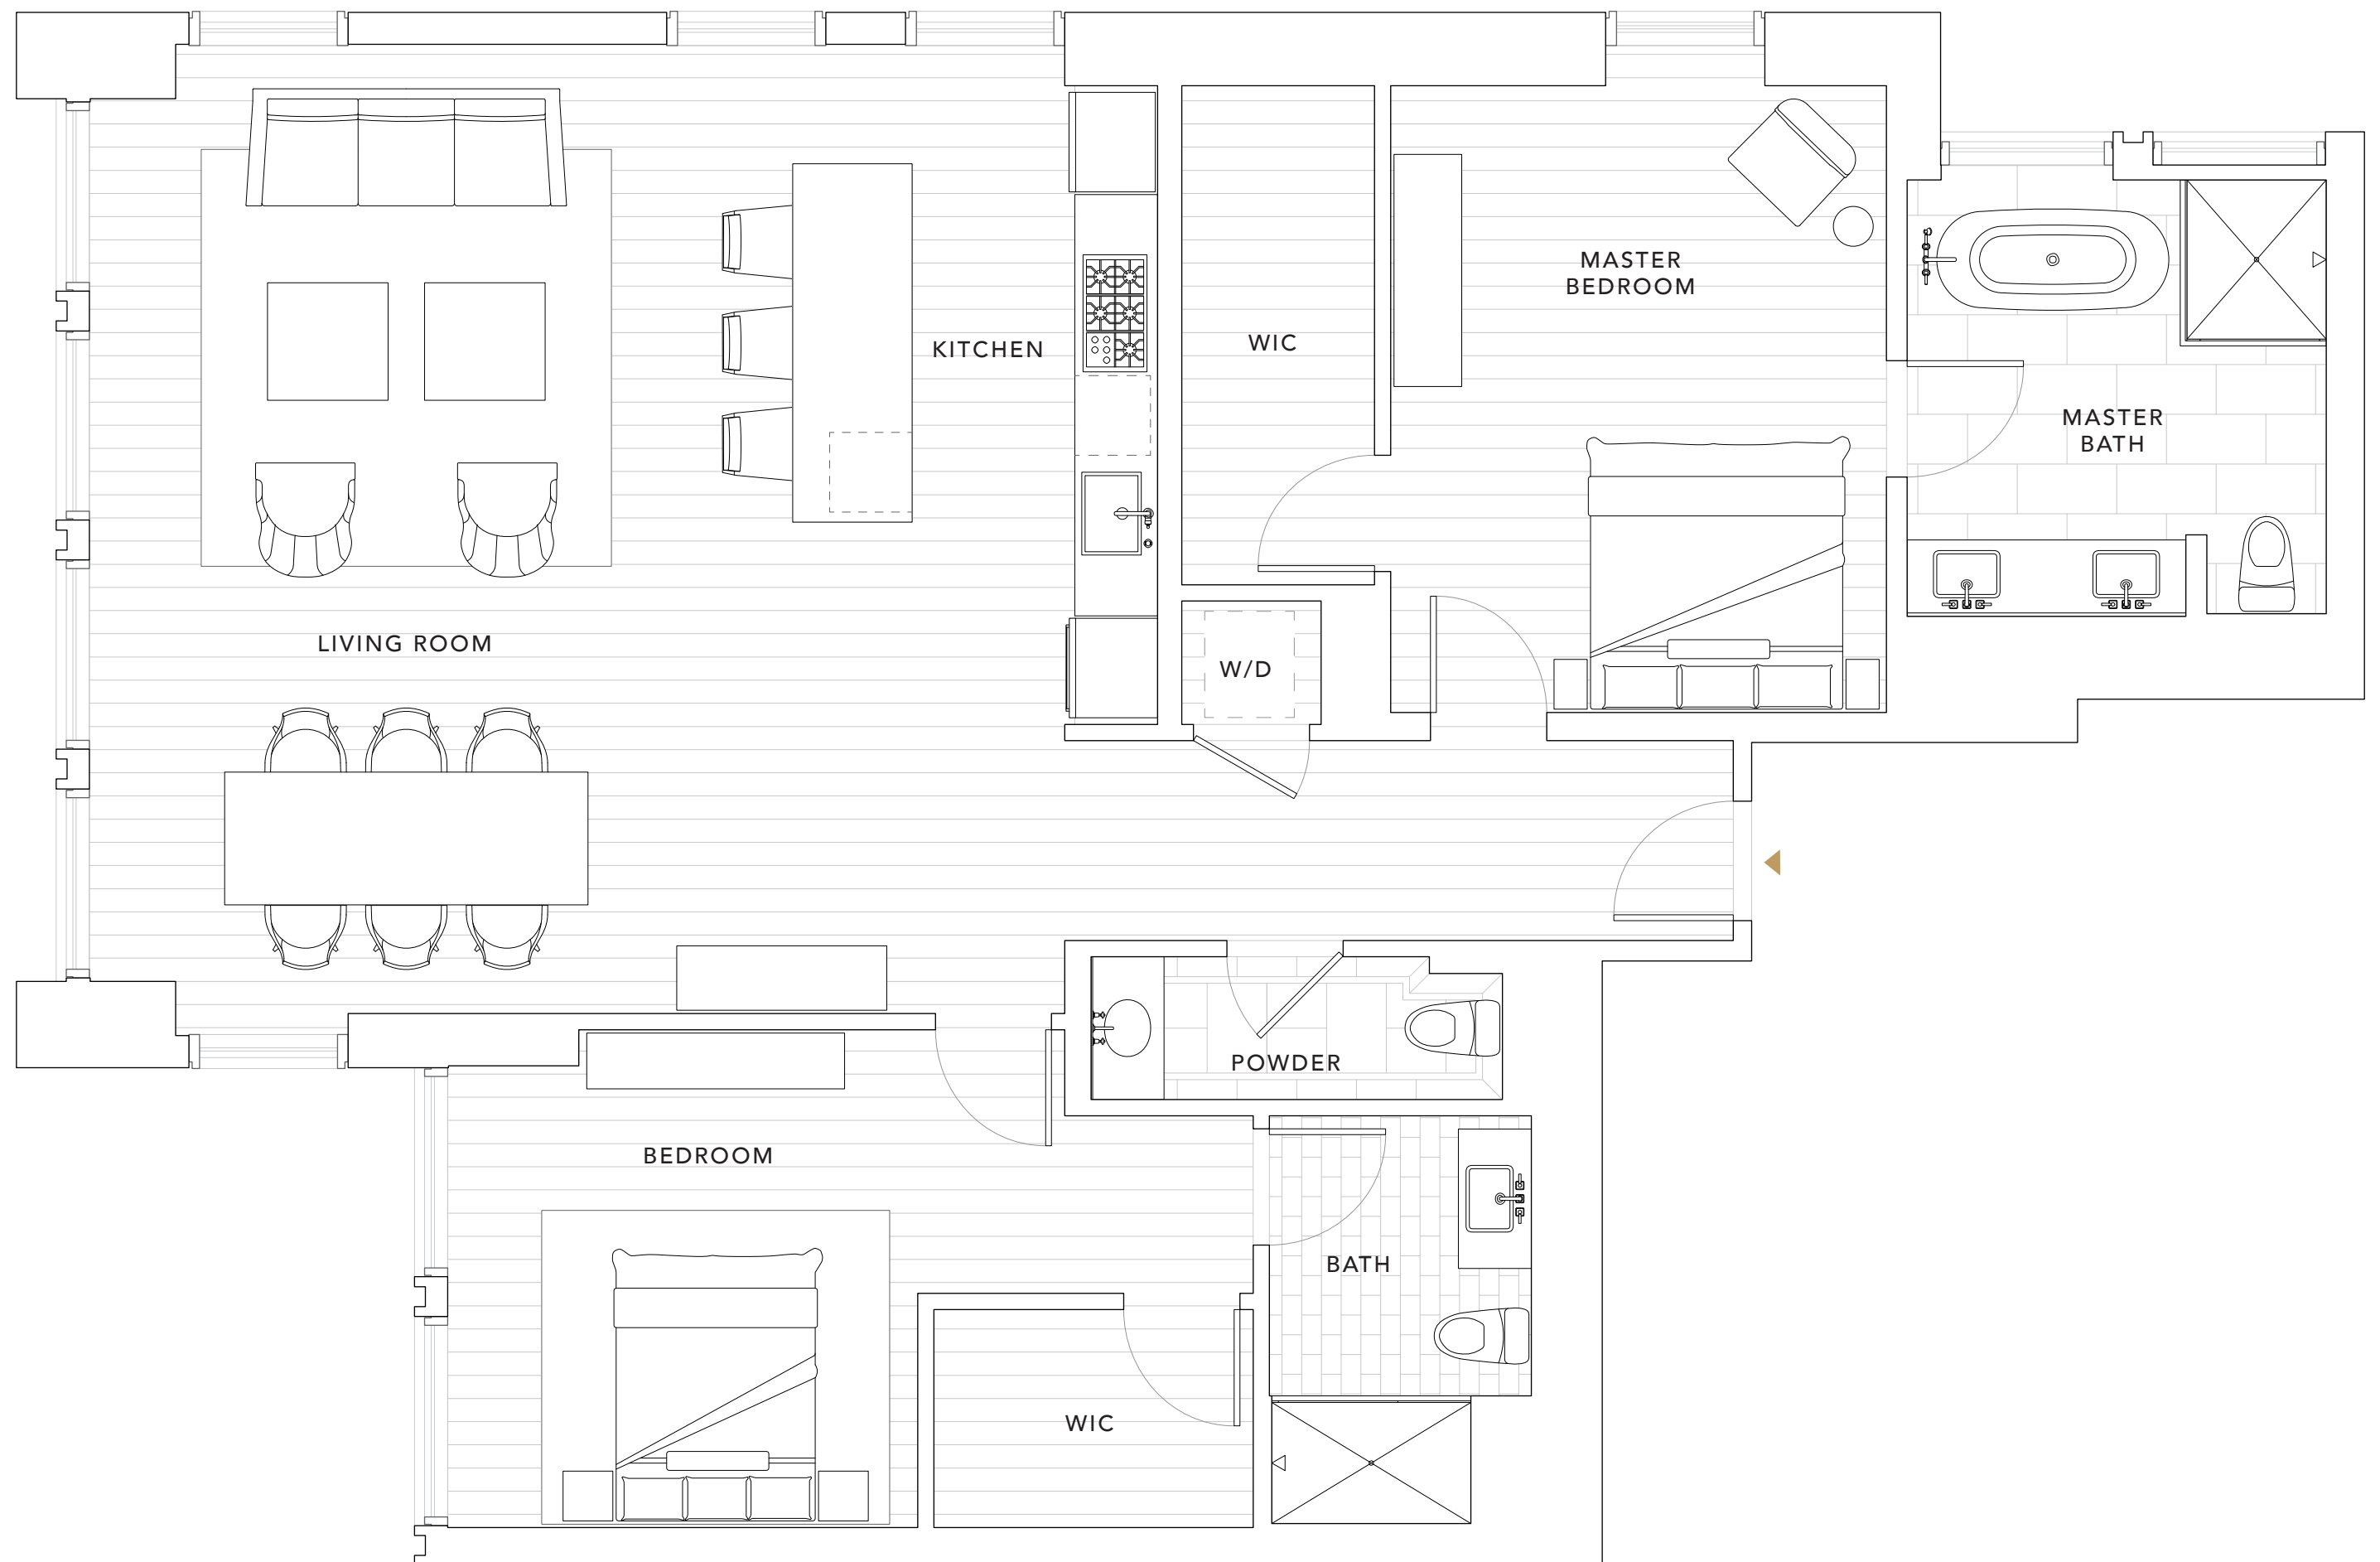 MASTER
BEDROOM
KITCHEN
WIC
MASTER
BATH
LIVING ROOM
W/D
POWDER
BEDROOM
BATH
WIC